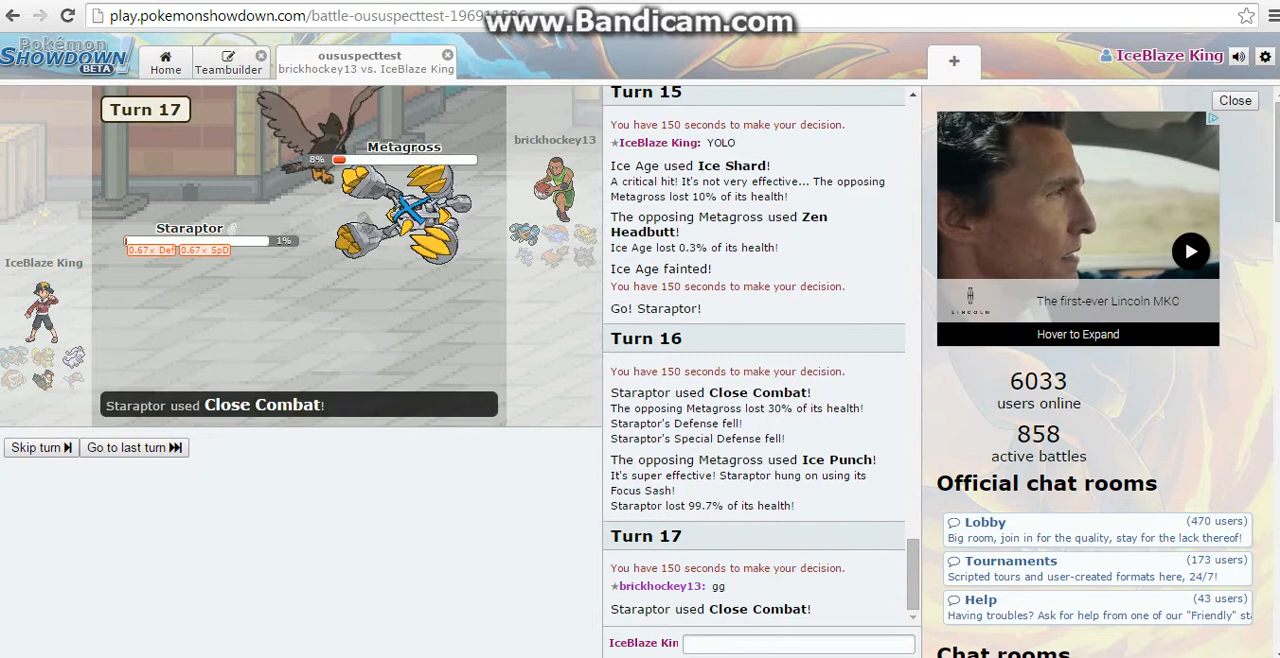 play.pokemonshowdown.com/battle-oususpecttest-196911586
www.Bandicam.com
Pokémon
SHOWDOWN
BETA
Home
Teambuilder
oususpecttest
brickhockey13 vs. IceBlaze King
+
IceBlaze King
Turn 17
Metagross
8%
Staraptor
1%
0.67× Def 0.67× SpD
IceBlaze King
brickhockey13
Staraptor used Close Combat!
Skip turn
Go to last turn
Turn 15
You have 150 seconds to make your decision.
★IceBlaze King: YOLO
Ice Age used Ice Shard!
A critical hit! It's not very effective... The opposing
Metagross lost 10% of its health!
The opposing Metagross used Zen
Headbutt!
Ice Age lost 0.3% of its health!
Ice Age fainted!
You have 150 seconds to make your decision.
Go! Staraptor!
Turn 16
You have 150 seconds to make your decision.
Staraptor used Close Combat!
The opposing Metagross lost 30% of its health!
Staraptor's Defense fell!
Staraptor's Special Defense fell!
The opposing Metagross used Ice Punch!
It's super effective! Staraptor hung on using its
Focus Sash!
Staraptor lost 99.7% of its health!
Turn 17
You have 150 seconds to make your decision.
★brickhockey13: gg
Staraptor used Close Combat!
IceBlaze Kin
Close
LINCOLN
The first-ever Lincoln MKC
Hover to Expand
6033
users online
858
active battles
Official chat rooms
Lobby (470 users)
Big room, join in for the quality, stay for the lack thereof!
Tournaments (173 users)
Scripted tours and user-created formats here, 24/7!
Help (43 users)
Having troubles? Ask for help from one of our "Friendly" sta
Chat rooms